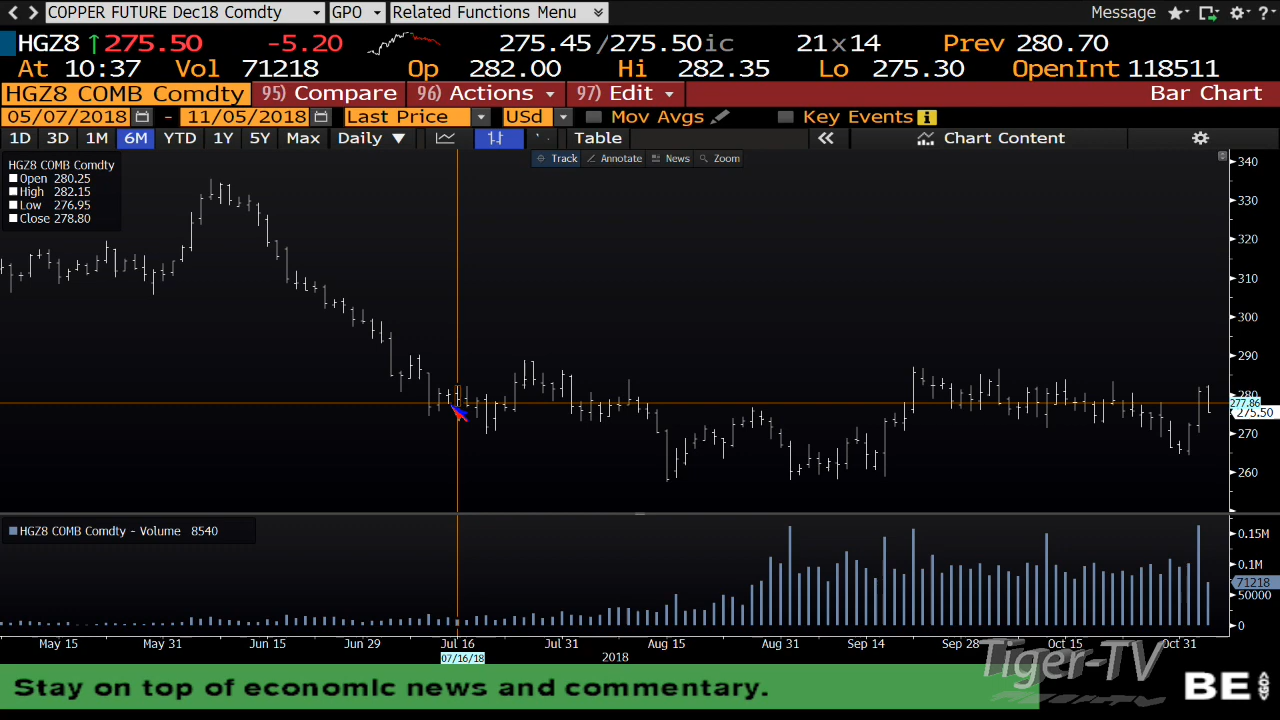 COPPER FUTURE Dec18 Comdty GPO Related Functions Menu Message ?
HGZ8 ↑275.50 -5.20 275.45/275.50ic 21x14 Prev 280.70
At 10:37 Vol 71218 Op 282.00 Hi 282.35 Lo 275.30 OpenInt 118511
HGZ8 COMB Comdty 95) Compare 96) Actions 97) Edit Bar Chart
05/07/2018 - 11/05/2018 Last Price USd Mov Avgs Key Events i
1D 3D 1M 6M YTD 1Y 5Y Max Daily ▼ Table « Chart Content
Track Annotate News Zoom
HGZ8 COMB Comdty
Open 280.25
High 282.15
Low 276.95
Close 278.80
340
330
320
310
300
290
280
277.86
275.50
270
260
HGZ8 COMB Comdty - Volume 8540
0.15M
0.1M
71218
50000
0
May 15 May 31 Jun 15 Jun 29 Jul 16 Jul 31 Aug 15 Aug 31 Sep 14 Sep 28 Oct 15 Oct 31
07/16/18 2018
Tiger-TV
Stay on top of economic news and commentary.
BE